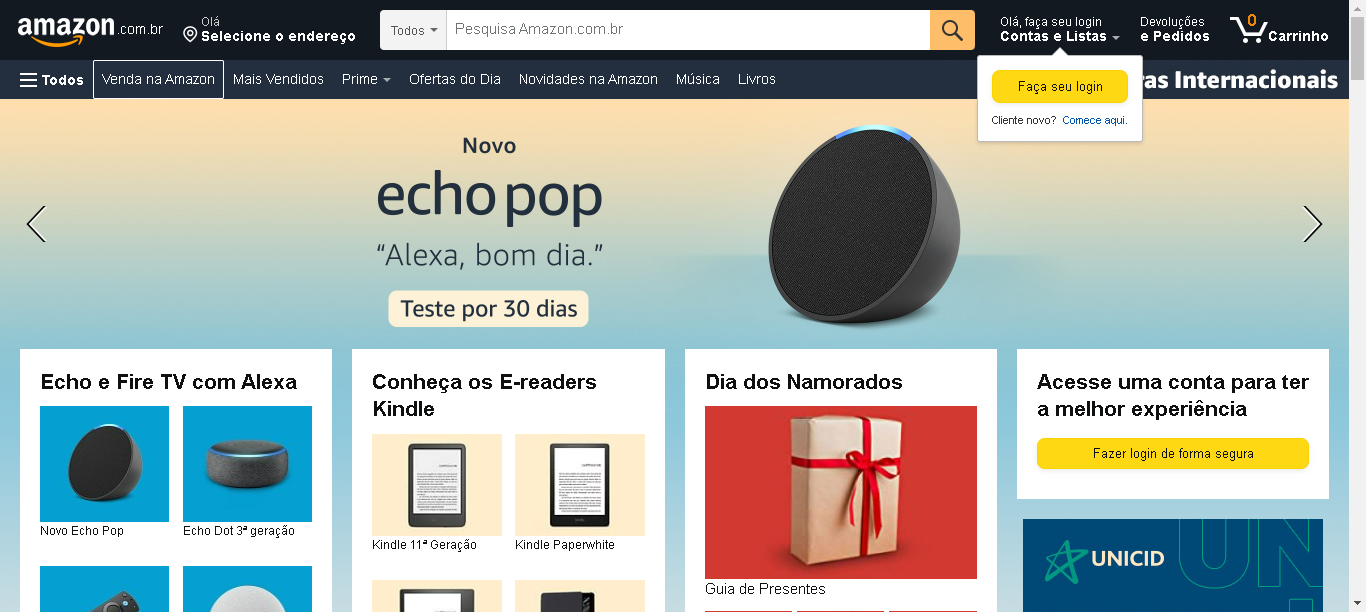 amazon.com.br
Olá
Selecione o endereço
Todos
Pesquisa Amazon.com.br
Olá, faça seu login
Contas e Listas
Devoluções
e Pedidos
0
Carrinho
Todos
Venda na Amazon
Mais Vendidos
Prime
Ofertas do Dia
Novidades na Amazon
Música
Livros
ras Internacionais
Faça seu login
Cliente novo? Comece aqui.
Novo
echo pop
“Alexa, bom dia.”
Teste por 30 dias
Echo e Fire TV com Alexa
Novo Echo Pop
Echo Dot 3ª geração
Conheça os E-readers
Kindle
Kindle 11ª Geração
Kindle Paperwhite
Dia dos Namorados
Guia de Presentes
Acesse uma conta para ter
a melhor experiência
Fazer login de forma segura
UNICID
UN